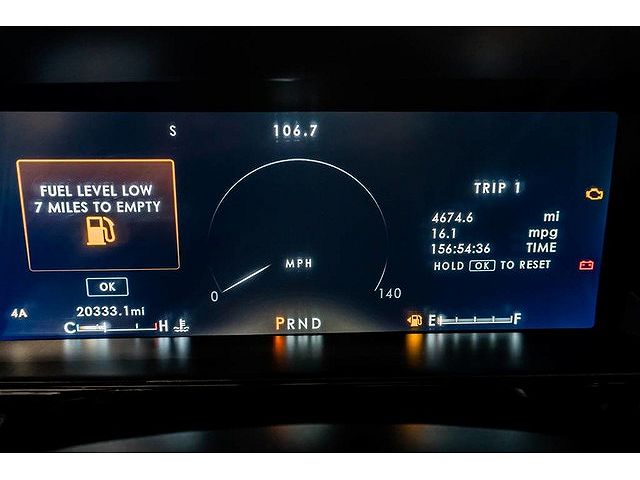 S
106.7
FUEL LEVEL LOW
7 MILES TO EMPTY
OK
TRIP 1
4674.6 mi
16.1 mpg
156:54:36 TIME
HOLD OK TO RESET
MPH
0
140
4A
20333.1mi
C H
PRND
E F